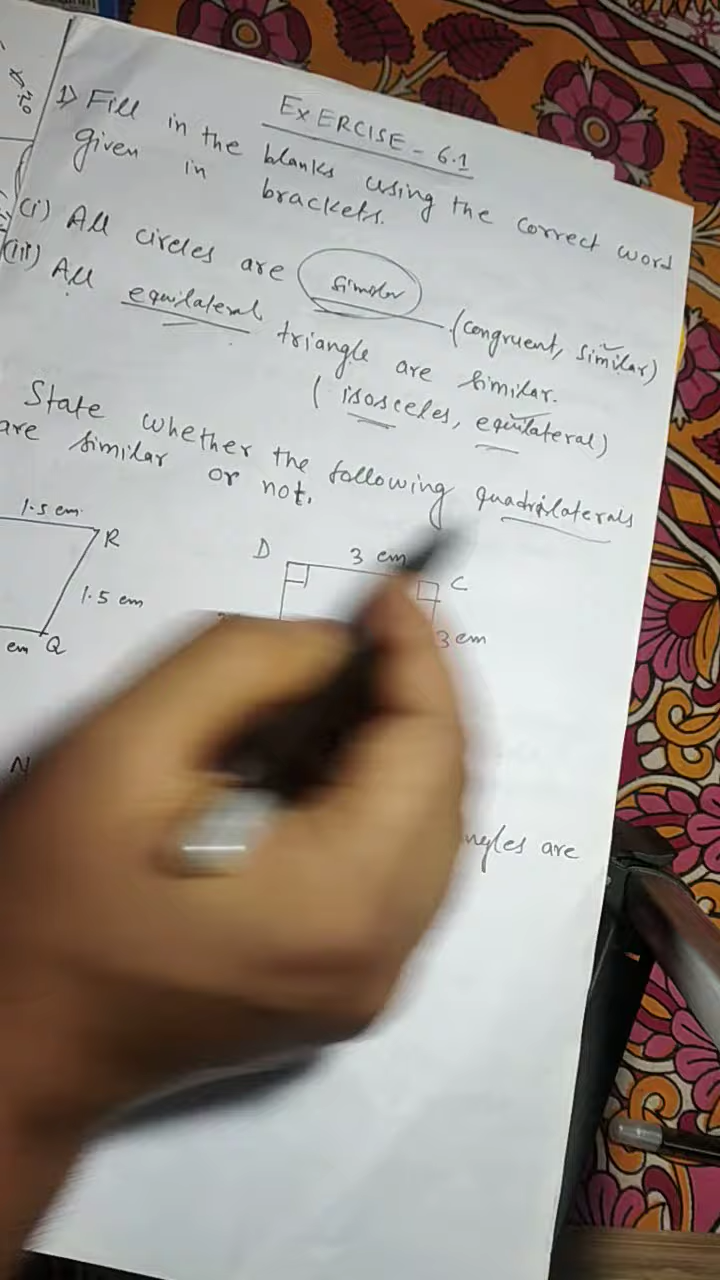 EXERCISE - 6.1
1) Fill in the blanks using the correct word
given in brackets.
(i) All circles are similar (congruent, similar)
(iii) All equilateral triangle are similar.
(isosceles, equilateral)
State whether the following quadrilaterals
are similar or not.
1.5 cm R
1.5 cm
cm Q
D 3 cm C
3 cm
N
ngles are